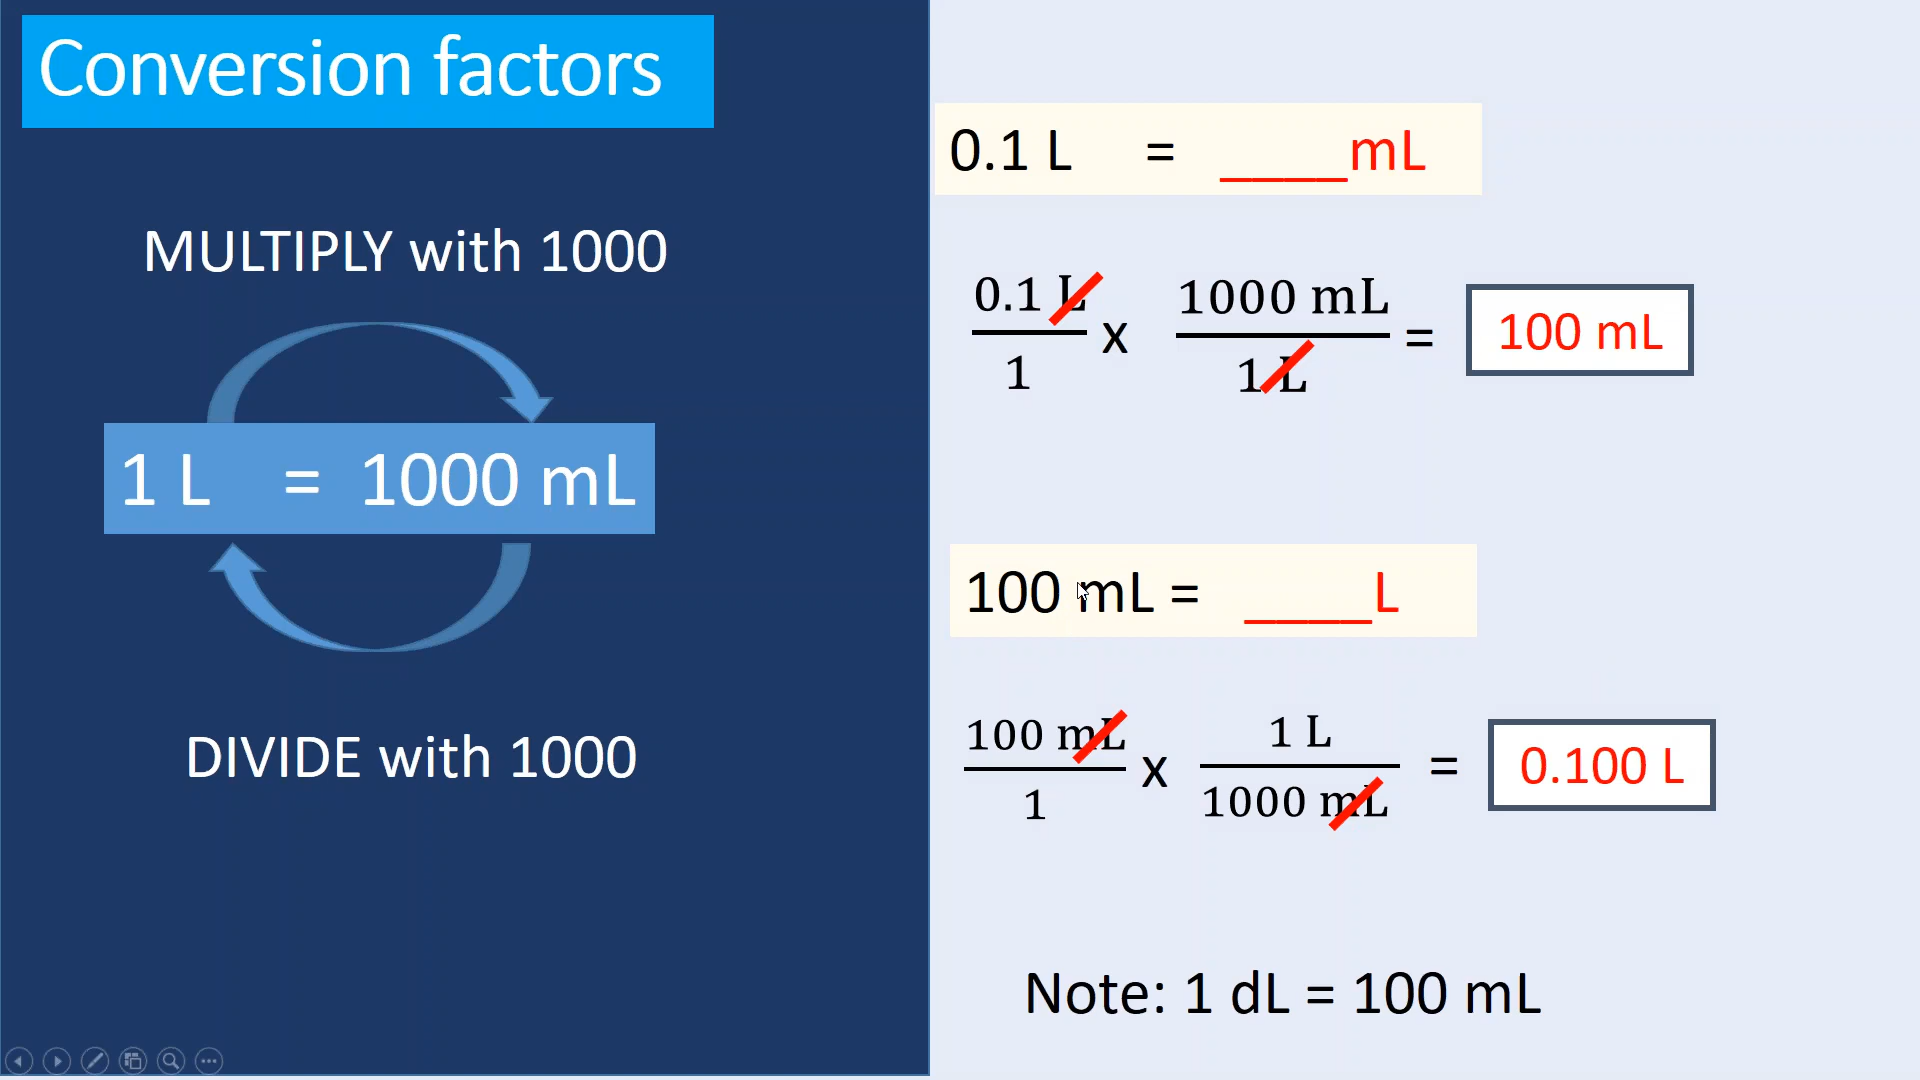 Conversion factors
MULTIPLY with 1000
1 L = 1000 mL
DIVIDE with 1000
0.1 L = ____mL
0.1 L / 1 x 1000 mL / 1 L = 100 mL
100 mL = ____L
100 mL / 1 x 1 L / 1000 mL = 0.100 L
Note: 1 dL = 100 mL